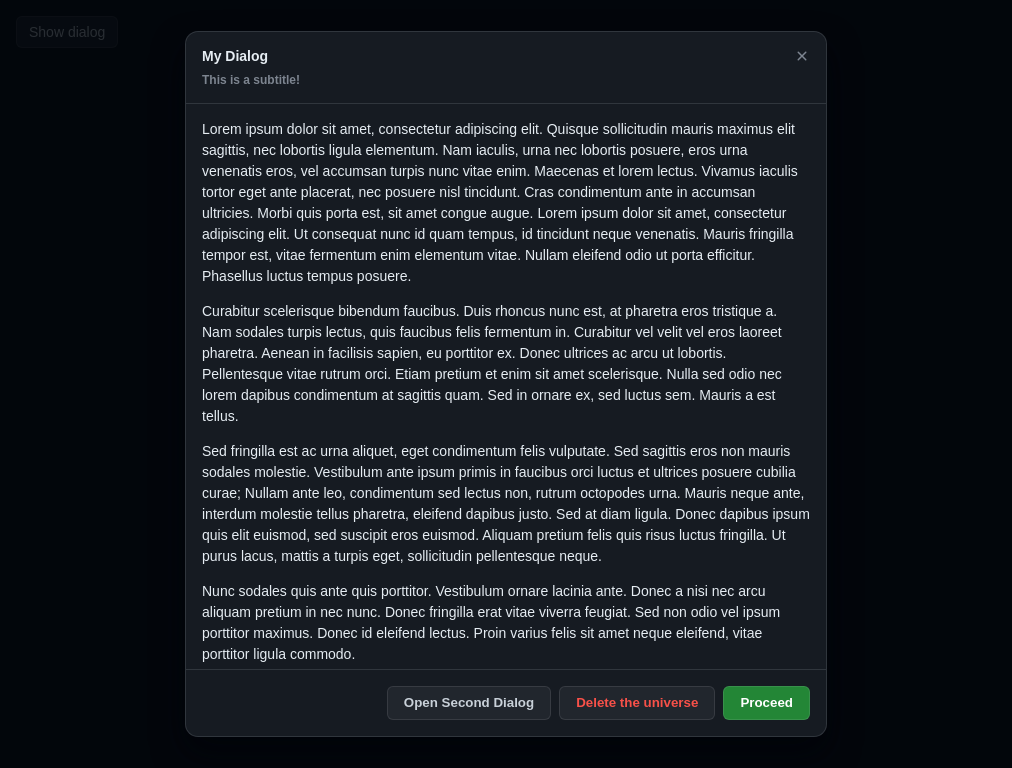 Show dialog
My Dialog
This is a subtitle!
Lorem ipsum dolor sit amet, consectetur adipiscing elit. Quisque sollicitudin mauris maximus elit
sagittis, nec lobortis ligula elementum. Nam iaculis, urna nec lobortis posuere, eros urna
venenatis eros, vel accumsan turpis nunc vitae enim. Maecenas et lorem lectus. Vivamus iaculis
tortor eget ante placerat, nec posuere nisl tincidunt. Cras condimentum ante in accumsan
ultricies. Morbi quis porta est, sit amet congue augue. Lorem ipsum dolor sit amet, consectetur
adipiscing elit. Ut consequat nunc id quam tempus, id tincidunt neque venenatis. Mauris fringilla
tempor est, vitae fermentum enim elementum vitae. Nullam eleifend odio ut porta efficitur.
Phasellus luctus tempus posuere.
Curabitur scelerisque bibendum faucibus. Duis rhoncus nunc est, at pharetra eros tristique a.
Nam sodales turpis lectus, quis faucibus felis fermentum in. Curabitur vel velit vel eros laoreet
pharetra. Aenean in facilisis sapien, eu porttitor ex. Donec ultrices ac arcu ut lobortis.
Pellentesque vitae rutrum orci. Etiam pretium et enim sit amet scelerisque. Nulla sed odio nec
lorem dapibus condimentum at sagittis quam. Sed in ornare ex, sed luctus sem. Mauris a est
tellus.
Sed fringilla est ac urna aliquet, eget condimentum felis vulputate. Sed sagittis eros non mauris
sodales molestie. Vestibulum ante ipsum primis in faucibus orci luctus et ultrices posuere cubilia
curae; Nullam ante leo, condimentum sed lectus non, rutrum octopodes urna. Mauris neque ante,
interdum molestie tellus pharetra, eleifend dapibus justo. Sed at diam ligula. Donec dapibus ipsum
quis elit euismod, sed suscipit eros euismod. Aliquam pretium felis quis risus luctus fringilla. Ut
purus lacus, mattis a turpis eget, sollicitudin pellentesque neque.
Nunc sodales quis ante quis porttitor. Vestibulum ornare lacinia ante. Donec a nisi nec arcu
aliquam pretium in nec nunc. Donec fringilla erat vitae viverra feugiat. Sed non odio vel ipsum
porttitor maximus. Donec id eleifend lectus. Proin varius felis sit amet neque eleifend, vitae
porttitor ligula commodo.
Open Second Dialog
Delete the universe
Proceed